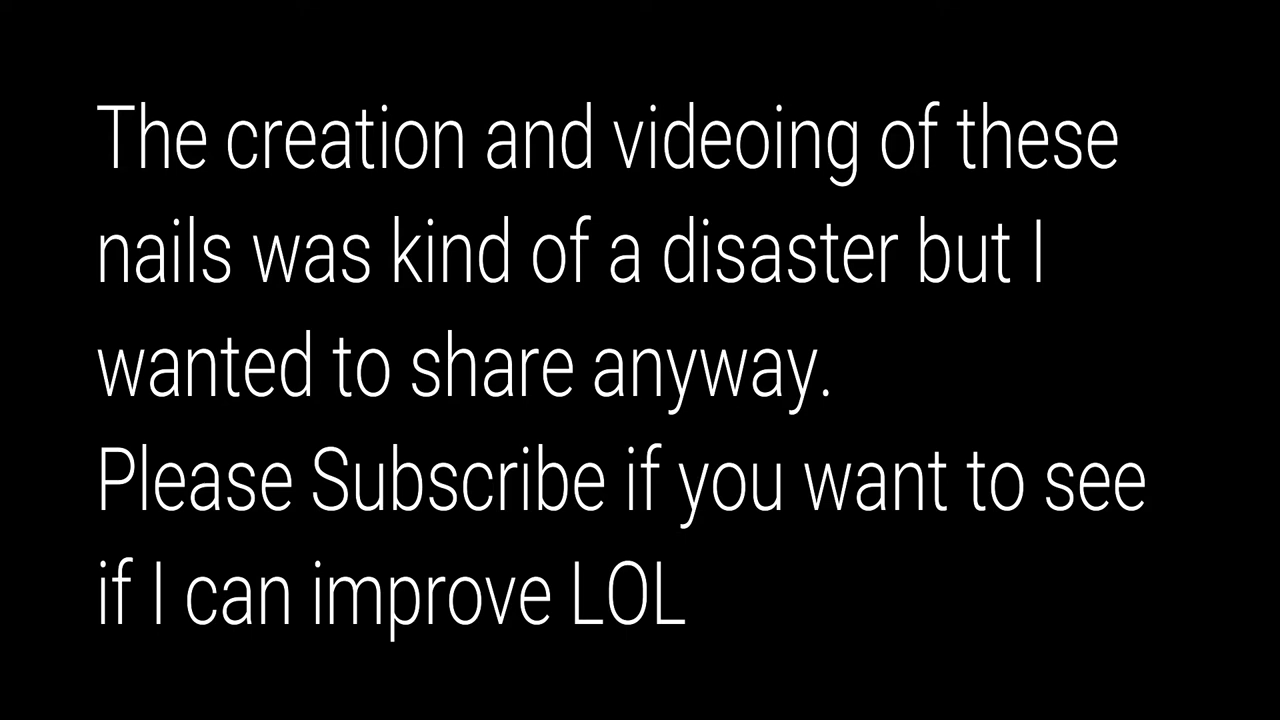 The creation and videoing of these
nails was kind of a disaster but I
wanted to share anyway.
Please Subscribe if you want to see
if I can improve LOL